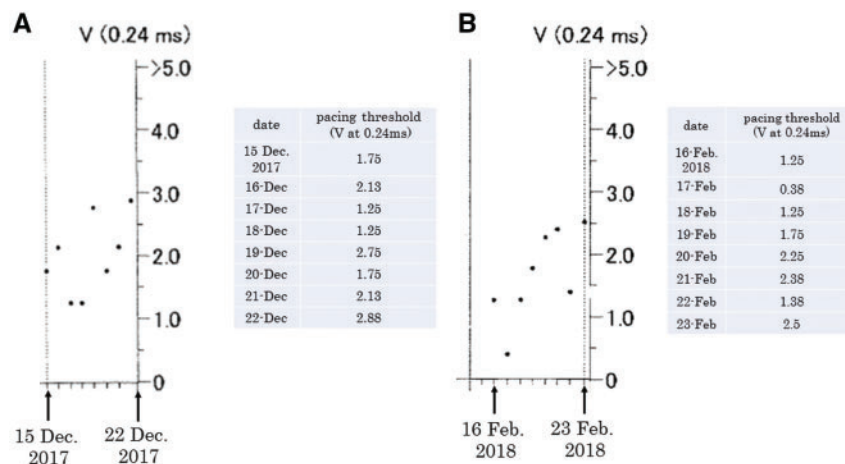 A
V (0.24 ms)
>5.0
4.0
3.0
2.0
1.0
0
15 Dec.
2017
22 Dec.
2017
date pacing threshold
(V at 0.24ms)
15 Dec.
2017 1.75
16-Dec 2.13
17-Dec 1.25
18-Dec 1.25
19-Dec 2.75
20-Dec 1.75
21-Dec 2.13
22-Dec 2.88
B
V (0.24 ms)
>5.0
4.0
3.0
2.0
1.0
0
16 Feb.
2018
23 Feb.
2018
date pacing threshold
(V at 0.24ms)
16-Feb.
2018 1.25
17-Feb 0.38
18-Feb 1.25
19-Feb 1.75
20-Feb 2.25
21-Feb 2.38
22-Feb 1.38
23-Feb 2.5